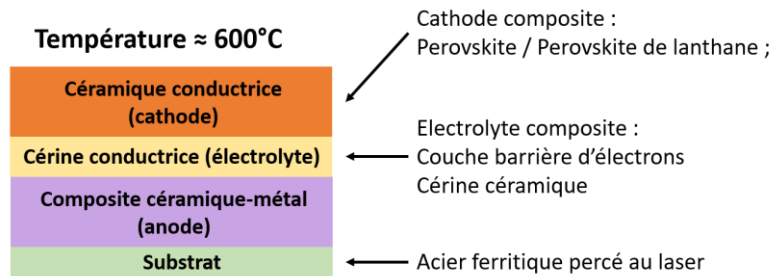 Température ≈ 600°C
Céramique conductrice
(cathode)
Cérine conductrice (électrolyte)
Composite céramique-métal
(anode)
Substrat
Cathode composite :
Perovskite / Perovskite de lanthane ;
Electrolyte composite :
Couche barrière d'électrons
Cérine céramique
Acier ferritique percé au laser